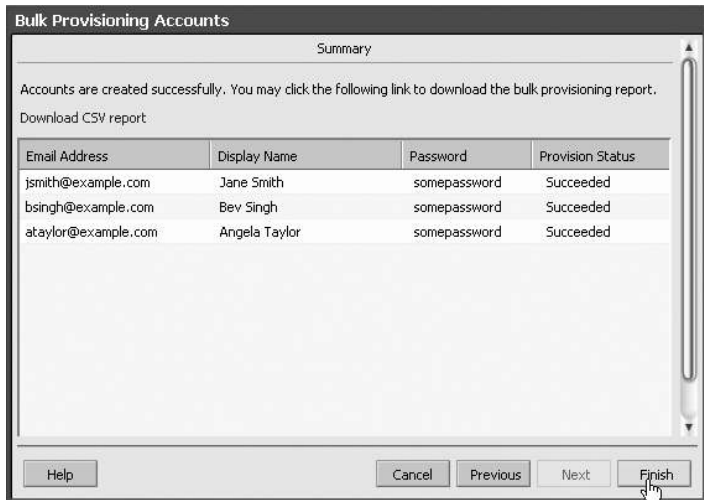 Bulk Provisioning Accounts
Summary
Accounts are created successfully. You may click the following link to download the bulk provisioning report.
Download CSV report
Email Address Display Name Password Provision Status
jsmith@example.com Jane Smith somepassword Succeeded
bsingh@example.com Bev Singh somepassword Succeeded
ataylor@example.com Angela Taylor somepassword Succeeded
Help Cancel Previous Next Finish